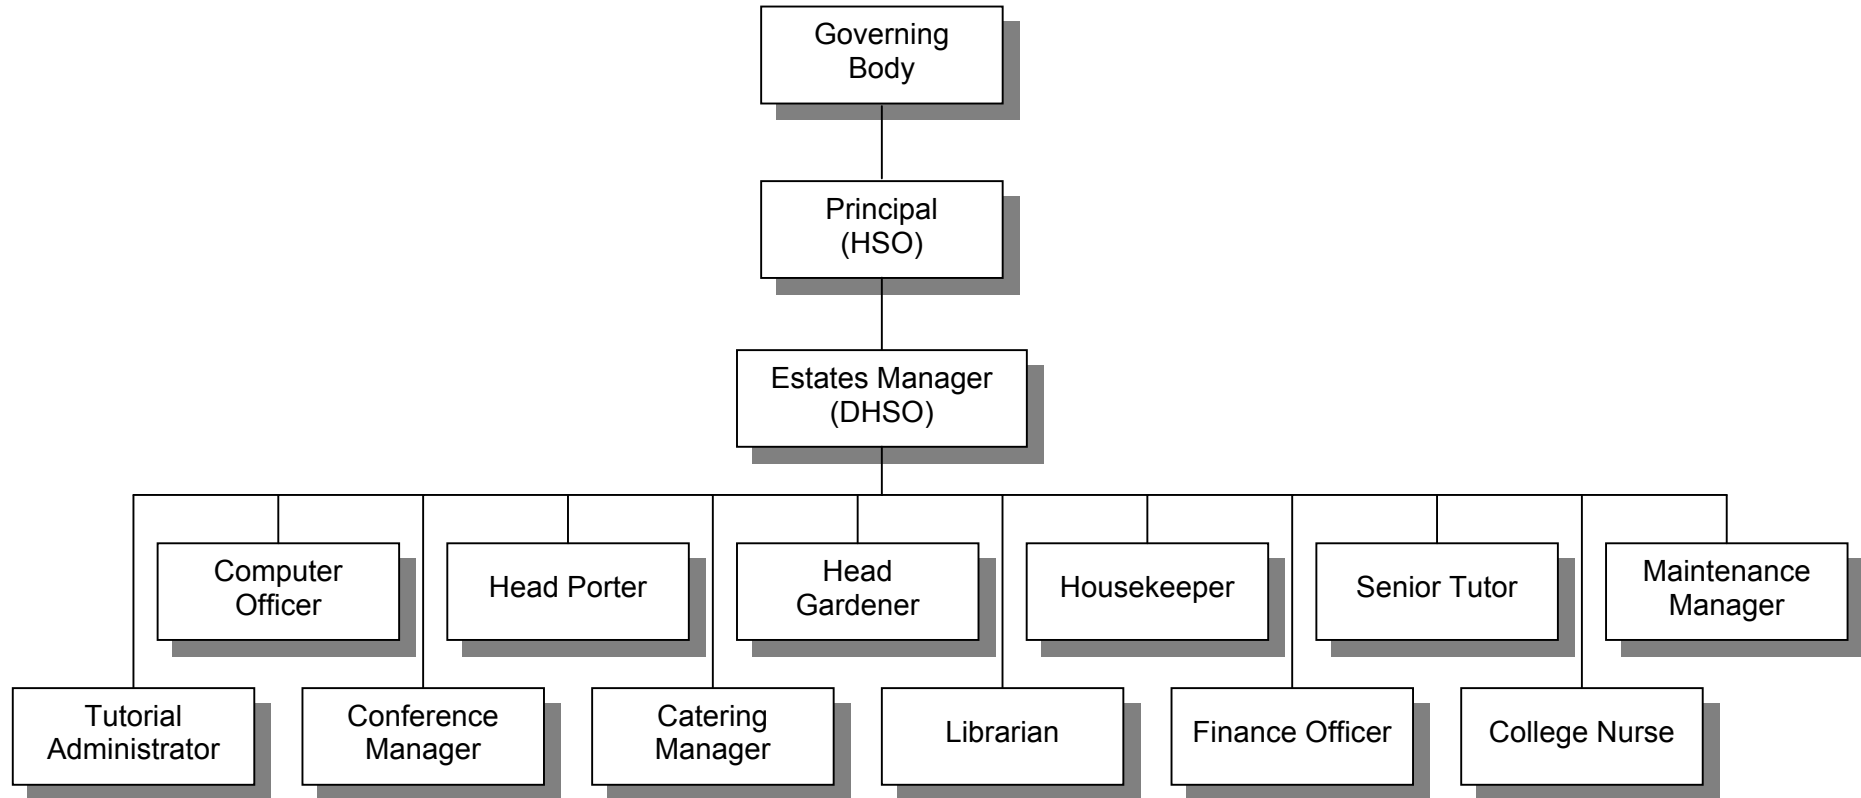 Governing
Body
Principal
(HSO)
Estates Manager
(DHSO)
Computer
Officer
Head Porter
Head
Gardener
Housekeeper
Senior Tutor
Maintenance
Manager
Tutorial
Administrator
Conference
Manager
Catering
Manager
Librarian
Finance Officer
College Nurse